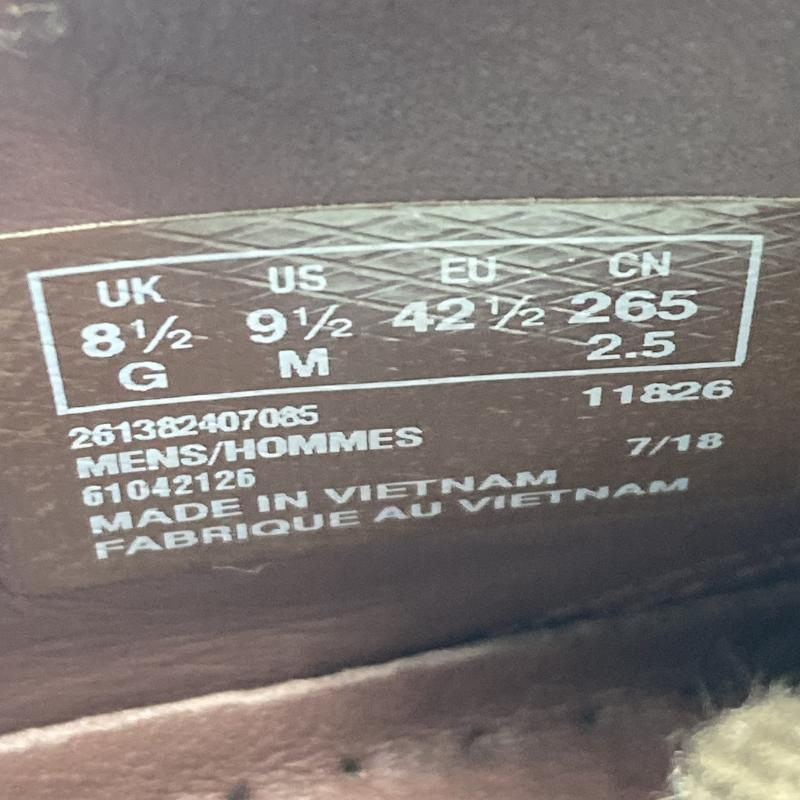 UK US EU CN
8½ 9½ 42½ 265
G M 2.5
261382407085 11826
MENS/HOMMES 7/18
61042126
MADE IN VIETNAM
FABRIQUE AU VIETNAM